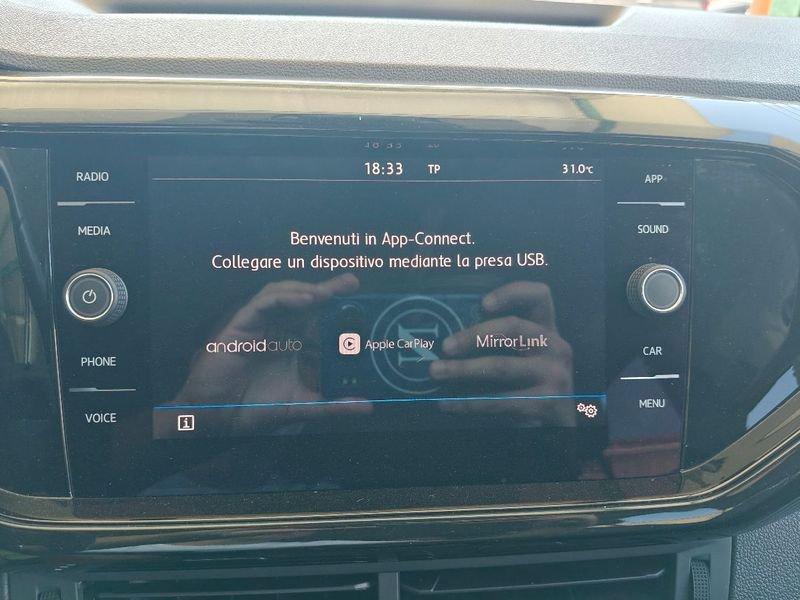 RADIO
MEDIA
PHONE
VOICE
18:33 TP 31.0°C
Benvenuti in App-Connect.
Collegare un dispositivo mediante la presa USB.
androidauto Apple CarPlay MirrorLink
i
APP
SOUND
CAR
MENU